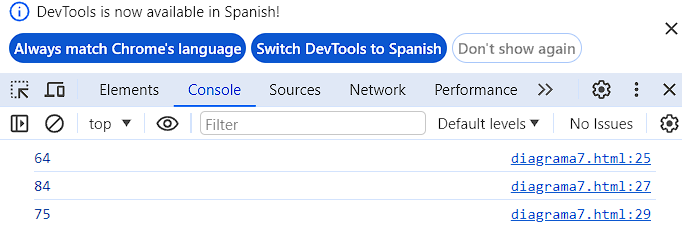 DevTools is now available in Spanish!
Always match Chrome's language Switch DevTools to Spanish Don't show again
Elements Console Sources Network Performance
top Filter Default levels No Issues
64 diagrama7.html:25
84 diagrama7.html:27
75 diagrama7.html:29